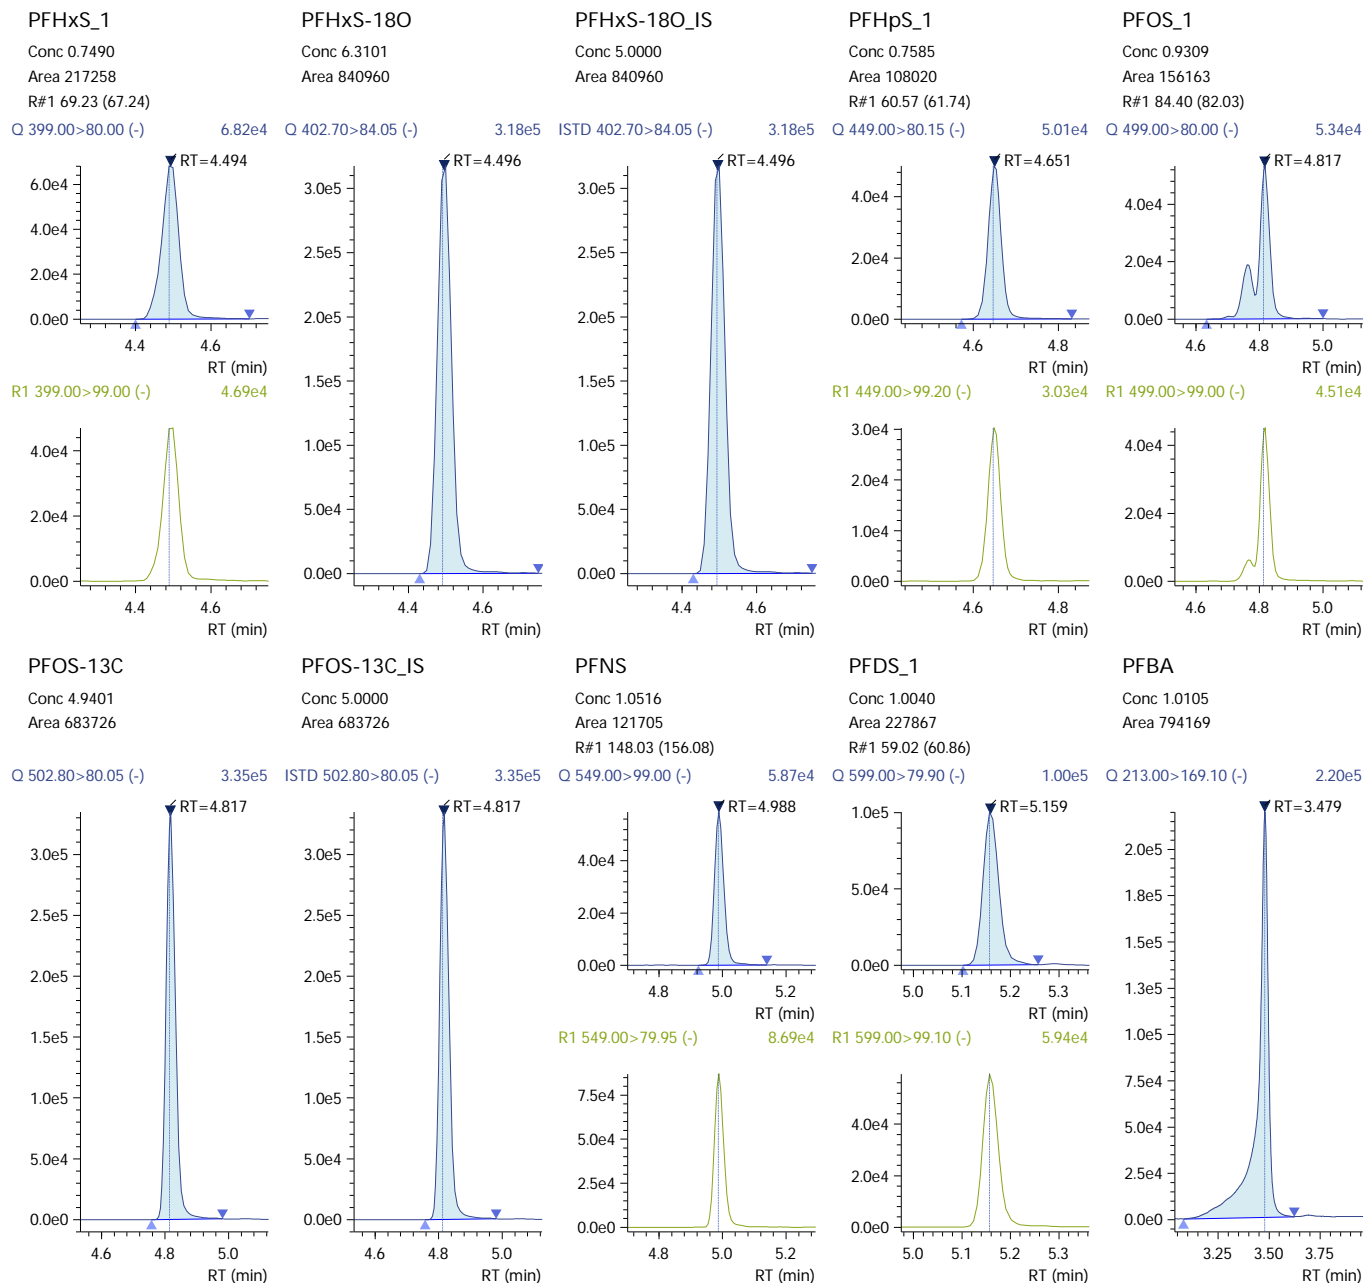 PFHxS_1
Conc 0.7490
Area 217258
R#1 69.23 (67.24)
Q 399.00>80.00 (-) 6.82e4
RT=4.494
6.0e4
4.0e4
2.0e4
0.0e0
4.4 4.6
RT (min)
R1 399.00>99.00 (-) 4.69e4
4.0e4
2.0e4
0.0e0
4.4 4.6
RT (min)
PFHxS-18O
Conc 6.3101
Area 840960
Q 402.70>84.05 (-) 3.18e5
RT=4.496
3.0e5
2.5e5
2.0e5
1.5e5
1.0e5
5.0e4
0.0e0
4.4 4.6
RT (min)
PFHxS-18O_IS
Conc 5.0000
Area 840960
ISTD 402.70>84.05 (-) 3.18e5
RT=4.496
3.0e5
2.5e5
2.0e5
1.5e5
1.0e5
5.0e4
0.0e0
4.4 4.6
RT (min)
PFHpS_1
Conc 0.7585
Area 108020
R#1 60.57 (61.74)
Q 449.00>80.15 (-) 5.01e4
RT=4.651
4.0e4
2.0e4
0.0e0
4.6 4.8
RT (min)
R1 449.00>99.20 (-) 3.03e4
3.0e4
2.0e4
1.0e4
0.0e0
4.6 4.8
RT (min)
PFOS_1
Conc 0.9309
Area 156163
R#1 84.40 (82.03)
Q 499.00>80.00 (-) 5.34e4
RT=4.817
4.0e4
2.0e4
0.0e0
4.6 4.8 5.0
RT (min)
R1 499.00>99.00 (-) 4.51e4
4.0e4
2.0e4
0.0e0
4.6 4.8 5.0
RT (min)
PFOS-13C
Conc 4.9401
Area 683726
Q 502.80>80.05 (-) 3.35e5
RT=4.817
3.0e5
2.5e5
2.0e5
1.5e5
1.0e5
5.0e4
0.0e0
4.6 4.8 5.0
RT (min)
PFOS-13C_IS
Conc 5.0000
Area 683726
ISTD 502.80>80.05 (-) 3.35e5
RT=4.817
3.0e5
2.5e5
2.0e5
1.5e5
1.0e5
5.0e4
0.0e0
4.6 4.8 5.0
RT (min)
PFNS
Conc 1.0516
Area 121705
R#1 148.03 (156.08)
Q 549.00>99.00 (-) 5.87e4
RT=4.988
4.0e4
2.0e4
0.0e0
4.8 5.0 5.2
RT (min)
R1 549.00>79.95 (-) 8.69e4
7.5e4
5.0e4
2.5e4
0.0e0
4.8 5.0 5.2
RT (min)
PFDS_1
Conc 1.0040
Area 227867
R#1 59.02 (60.86)
Q 599.00>79.90 (-) 1.00e5
RT=5.159
1.0e5
5.0e4
0.0e0
5.0 5.1 5.2 5.3
RT (min)
R1 599.00>99.10 (-) 5.94e4
4.0e4
2.0e4
0.0e0
5.0 5.1 5.2 5.3
RT (min)
PFBA
Conc 1.0105
Area 794169
Q 213.00>169.10 (-) 2.20e5
RT=3.479
2.0e5
1.8e5
1.5e5
1.3e5
1.0e5
7.5e4
5.0e4
2.5e4
0.0e0
3.25 3.50 3.75
RT (min)